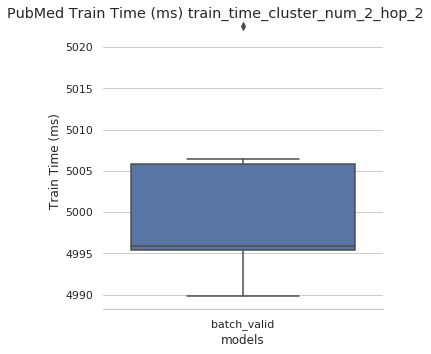 PubMed Train Time (ms) train_time_cluster_num_2_hop_2
5020
5015
5010
5005
5000
4995
4990
Train Time (ms)
batch_valid
models